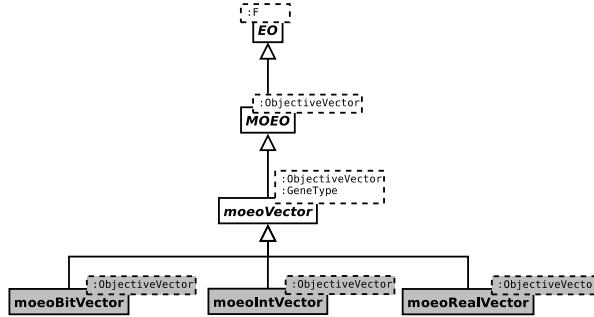 :F
EO
:ObjectiveVector
MOEO
:ObjectiveVector
:GeneType
moeoVector
:ObjectiveVector
:ObjectiveVector
:ObjectiveVecto
moeoBitVector
moeoIntVector
moeoRealVector